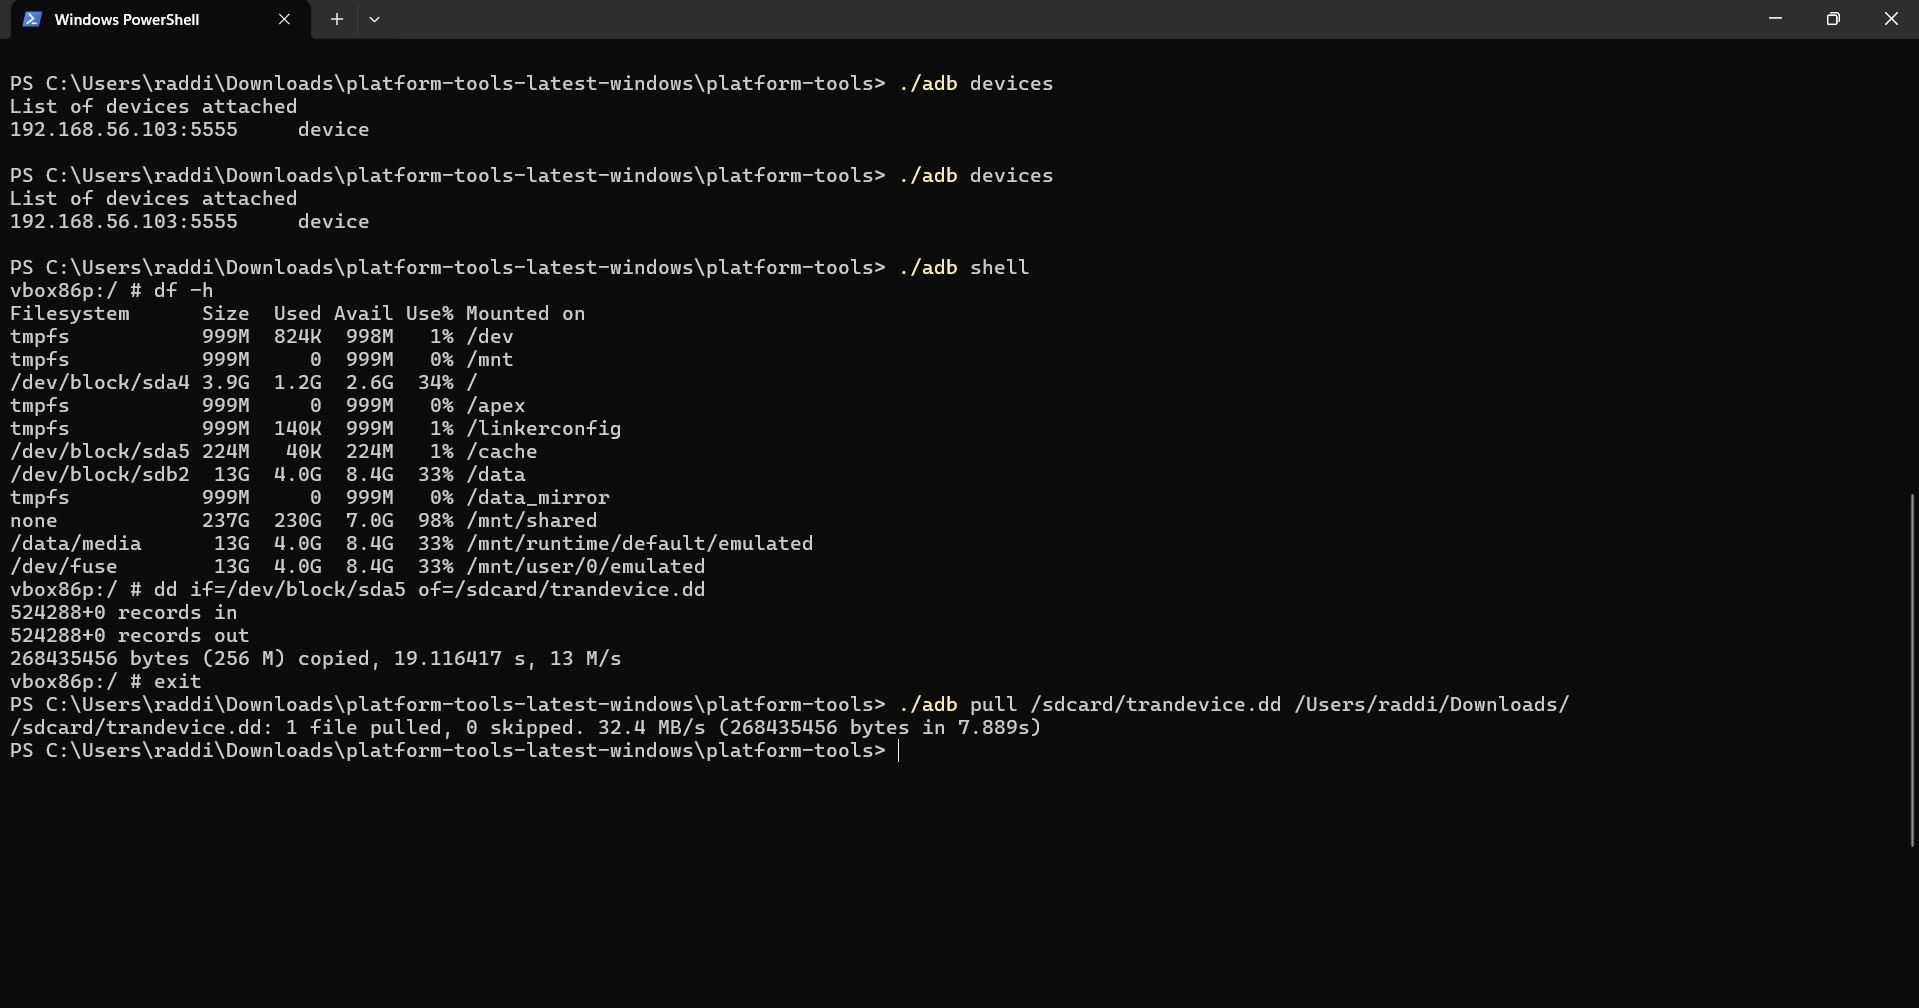 Windows PowerShell
PS C:\Users\raddi\Downloads\platform-tools-latest-windows\platform-tools> ./adb devices
List of devices attached
192.168.56.103:5555     device
PS C:\Users\raddi\Downloads\platform-tools-latest-windows\platform-tools> ./adb devices
List of devices attached
192.168.56.103:5555     device
PS C:\Users\raddi\Downloads\platform-tools-latest-windows\platform-tools> ./adb shell
vbox86p:/ # df -h
Filesystem      Size  Used Avail Use% Mounted on
tmpfs           999M  824K  998M   1% /dev
tmpfs           999M     0  999M   0% /mnt
/dev/block/sda4 3.9G  1.2G  2.6G  34% /
tmpfs           999M     0  999M   0% /apex
tmpfs           999M  140K  999M   1% /linkerconfig
/dev/block/sda5 224M   40K  224M   1% /cache
/dev/block/sdb2  13G  4.0G  8.4G  33% /data
tmpfs           999M     0  999M   0% /data_mirror
none            237G  230G  7.0G  98% /mnt/shared
/data/media      13G  4.0G  8.4G  33% /mnt/runtime/default/emulated
/dev/fuse        13G  4.0G  8.4G  33% /mnt/user/0/emulated
vbox86p:/ # dd if=/dev/block/sda5 of=/sdcard/trandevice.dd
524288+0 records in
524288+0 records out
268435456 bytes (256 M) copied, 19.116417 s, 13 M/s
vbox86p:/ # exit
PS C:\Users\raddi\Downloads\platform-tools-latest-windows\platform-tools> ./adb pull /sdcard/trandevice.dd /Users/raddi/Downloads/
/sdcard/trandevice.dd: 1 file pulled, 0 skipped. 32.4 MB/s (268435456 bytes in 7.889s)
PS C:\Users\raddi\Downloads\platform-tools-latest-windows\platform-tools>